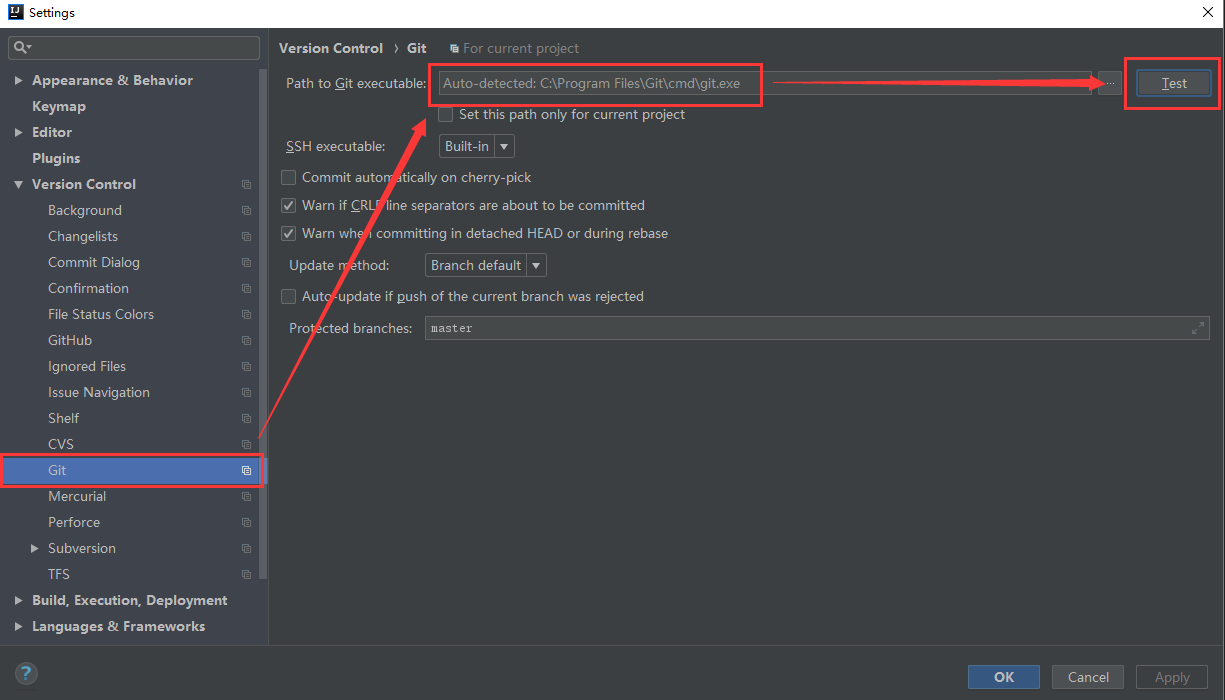 Settings
Version Control › Git For current project
Appearance & Behavior
Keymap
Editor
Plugins
Version Control
Background
Changelists
Commit Dialog
Confirmation
File Status Colors
GitHub
Ignored Files
Issue Navigation
Shelf
CVS
Git
Mercurial
Perforce
Subversion
TFS
Build, Execution, Deployment
Languages & Frameworks
Path to Git executable: Auto-detected: C:\Program Files\Git\cmd\git.exe ... Test
Set this path only for current project
SSH executable: Built-in
Commit automatically on cherry-pick
Warn if CRLF line separators are about to be committed
Warn when committing in detached HEAD or during rebase
Update method: Branch default
Auto-update if push of the current branch was rejected
Protected branches: master
?
OK Cancel Apply